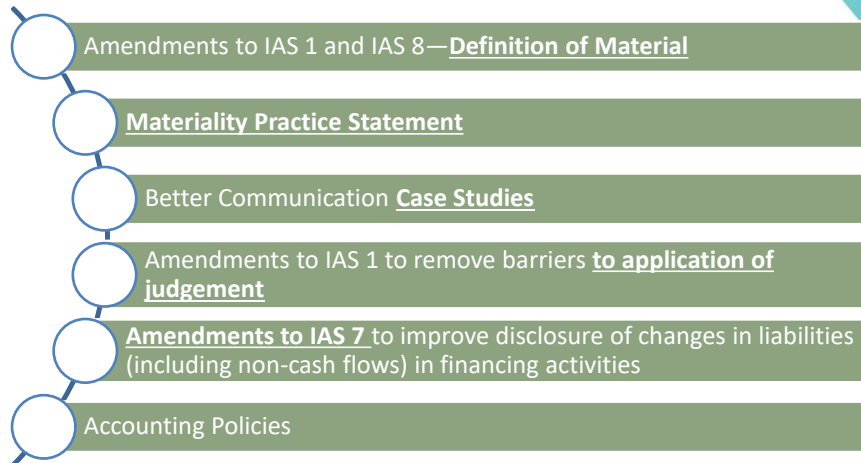 Amendments to IAS 1 and IAS 8—Definition of Material
Materiality Practice Statement
Better Communication Case Studies
Amendments to IAS 1 to remove barriers to application of
judgement
Amendments to IAS 7 to improve disclosure of changes in liabilities
(including non-cash flows) in financing activities
Accounting Policies